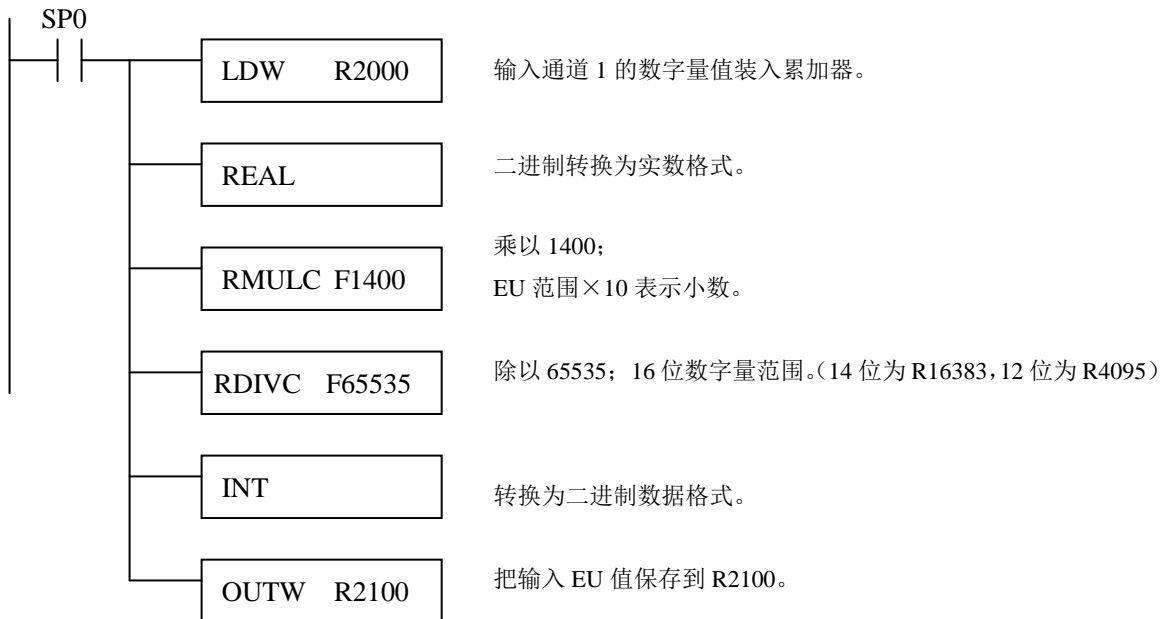 SP0
LDW R2000
输入通道 1 的数字量值装入累加器。
REAL
二进制转换为实数格式。
RMULC F1400
乘以 1400;
EU 范围×10 表示小数。
RDIVC F65535
除以 65535；16 位数字量范围。（14 位为 R16383，12 位为 R4095）
INT
转换为二进制数据格式。
OUTW R2100
把输入 EU 值保存到 R2100。